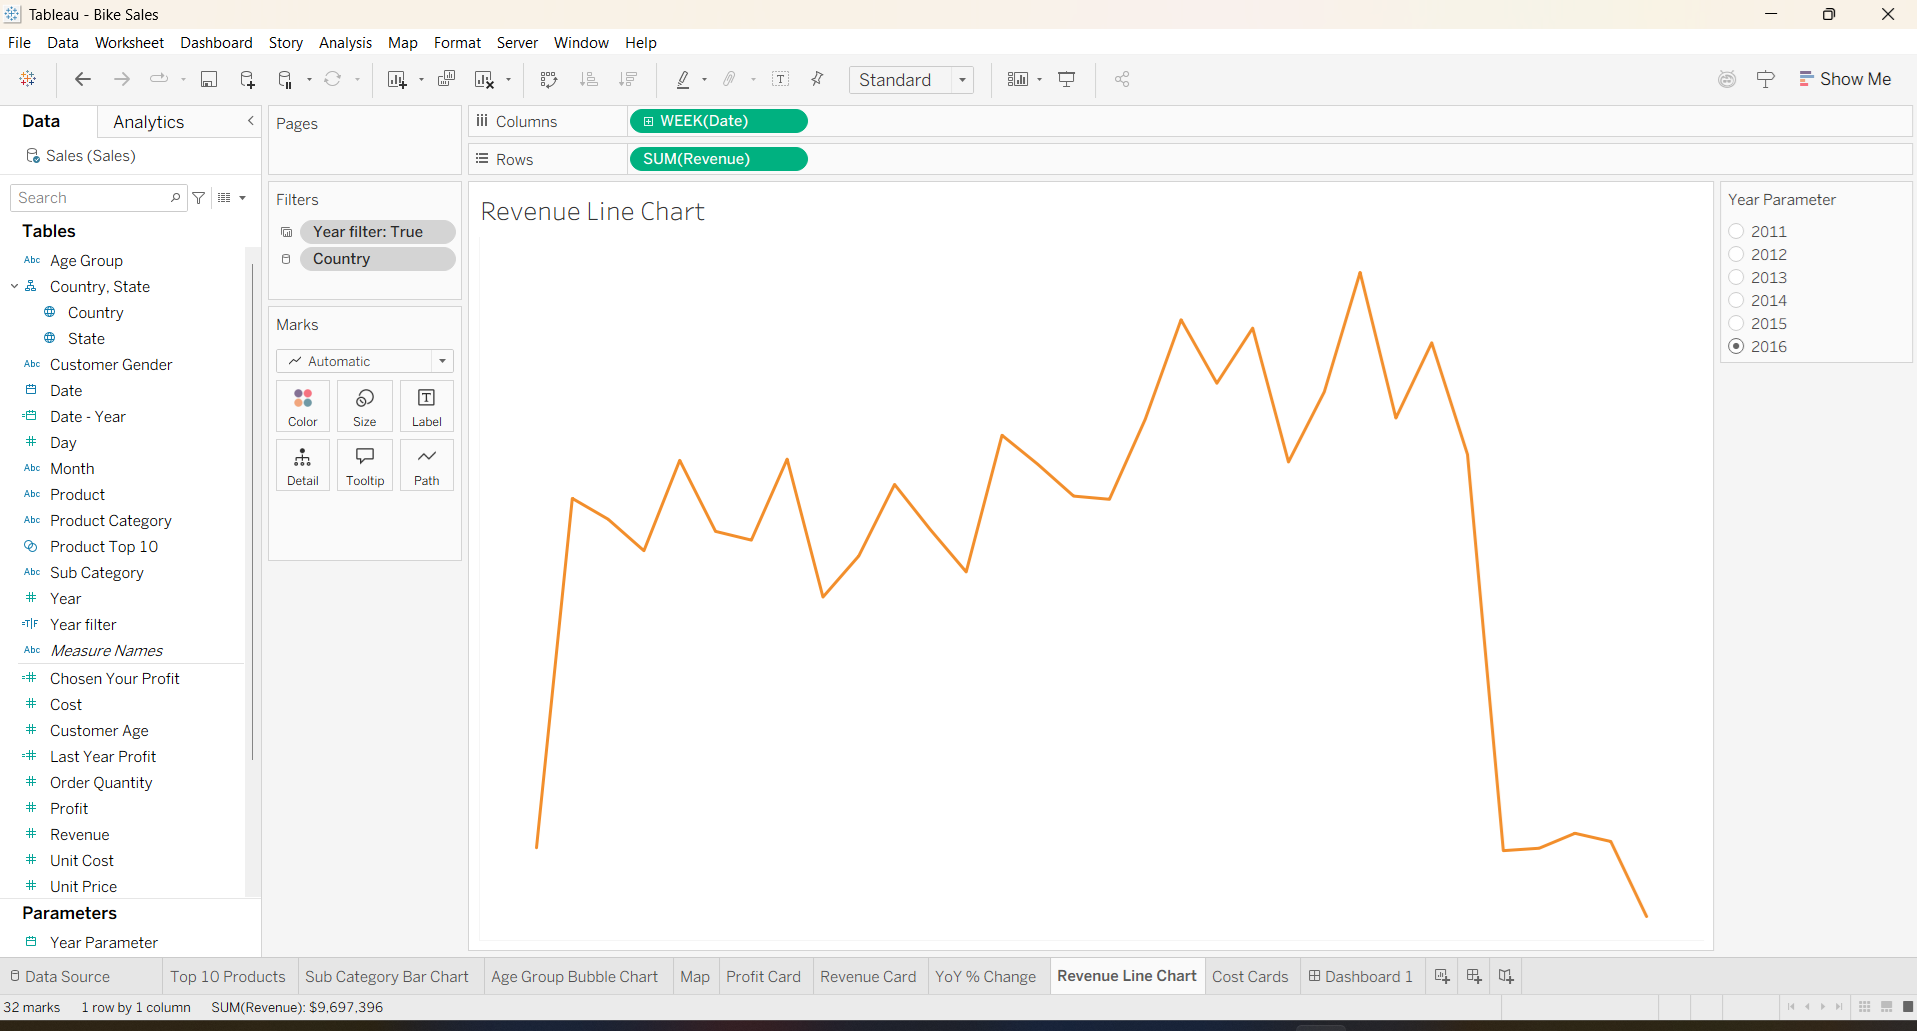 Tableau - Bike Sales
File Data Worksheet Dashboard Story Analysis Map Format Server Window Help
Standard
Show Me
Data Analytics
Sales (Sales)
Search
Tables
Abc Age Group
Country, State
Country
State
Abc Customer Gender
Date
Date - Year
# Day
Abc Month
Abc Product
Abc Product Category
Product Top 10
Abc Sub Category
# Year
=T|F Year filter
Abc Measure Names
=# Chosen Your Profit
# Cost
# Customer Age
=# Last Year Profit
# Order Quantity
# Profit
# Revenue
# Unit Cost
# Unit Price
Parameters
Year Parameter
Pages
Filters
Year filter: True
Country
Marks
Automatic
Color Size Label
Detail Tooltip Path
Columns WEEK(Date)
Rows SUM(Revenue)
Revenue Line Chart
Year Parameter
2011
2012
2013
2014
2015
2016
Data Source Top 10 Products Sub Category Bar Chart Age Group Bubble Chart Map Profit Card Revenue Card YoY % Change Revenue Line Chart Cost Cards Dashboard 1
32 marks 1 row by 1 column SUM(Revenue): $9,697,396